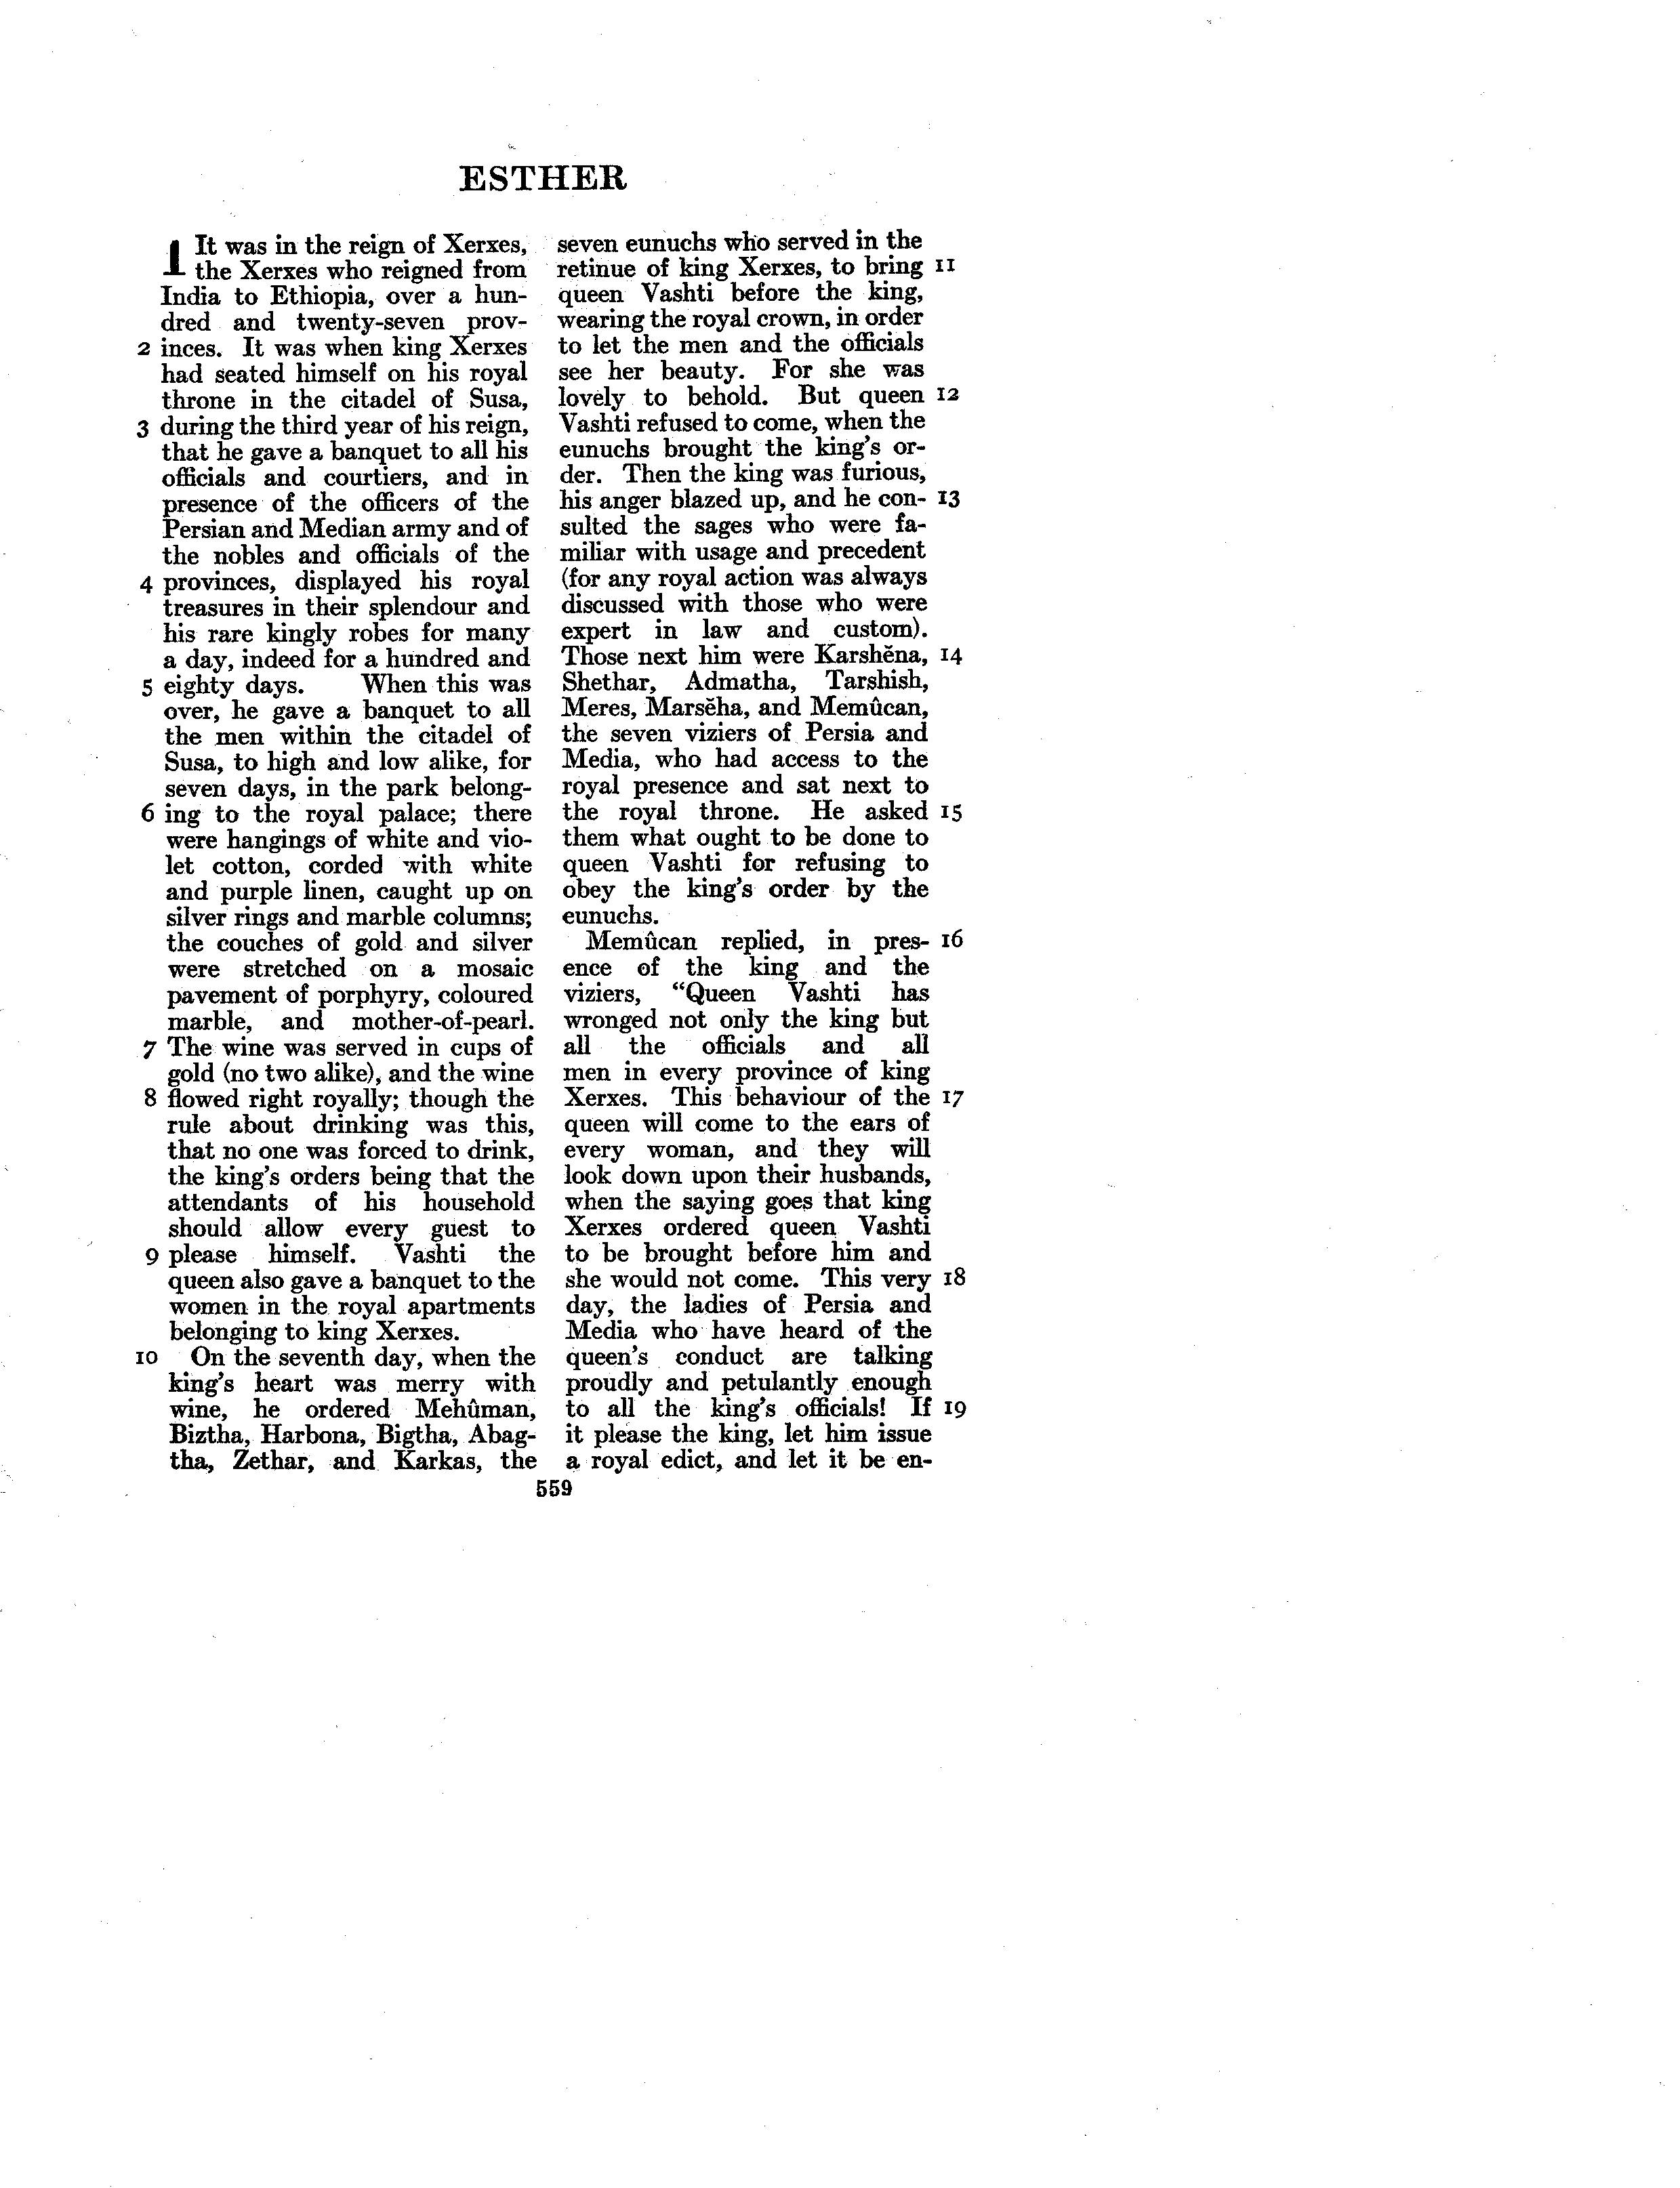 ESTHER
1 It was in the reign of Xerxes,
the Xerxes who reigned from
India to Ethiopia, over a hun-
dred and twenty-seven prov-
2 inces. It was when king Xerxes
had seated himself on his royal
throne in the citadel of Susa,
3 during the third year of his reign,
that he gave a banquet to all his
officials and courtiers, and in
presence of the officers of the
Persian and Median army and of
the nobles and officials of the
4 provinces, displayed his royal
treasures in their splendour and
his rare kingly robes for many
a day, indeed for a hundred and
5 eighty days. When this was
over, he gave a banquet to all
the men within the citadel of
Susa, to high and low alike, for
seven days, in the park belong-
6 ing to the royal palace; there
were hangings of white and vio-
let cotton, corded with white
and purple linen, caught up on
silver rings and marble columns;
the couches of gold and silver
were stretched on a mosaic
pavement of porphyry, coloured
marble, and mother-of-pearl.
7 The wine was served in cups of
gold (no two alike), and the wine
8 flowed right royally; though the
rule about drinking was this,
that no one was forced to drink,
the king's orders being that the
attendants of his household
should allow every guest to
9 please himself. Vashti the
queen also gave a banquet to the
women in the royal apartments
belonging to king Xerxes.
10 On the seventh day, when the
king's heart was merry with
wine, he ordered Mehûman,
Biztha, Harbona, Bigtha, Abag-
tha, Zethar, and Karkas, the
seven eunuchs who served in the
retinue of king Xerxes, to bring 11
queen Vashti before the king,
wearing the royal crown, in order
to let the men and the officials
see her beauty. For she was
lovely to behold. But queen 12
Vashti refused to come, when the
eunuchs brought the king's or-
der. Then the king was furious,
his anger blazed up, and he con- 13
sulted the sages who were fa-
miliar with usage and precedent
(for any royal action was always
discussed with those who were
expert in law and custom).
Those next him were Karshĕna, 14
Shethar, Admatha, Tarshish,
Meres, Marsĕha, and Memûcan,
the seven viziers of Persia and
Media, who had access to the
royal presence and sat next to
the royal throne. He asked 15
them what ought to be done to
queen Vashti for refusing to
obey the king's order by the
eunuchs.
Memûcan replied, in pres- 16
ence of the king and the
viziers, “Queen Vashti has
wronged not only the king but
all the officials and all
men in every province of king
Xerxes. This behaviour of the 17
queen will come to the ears of
every woman, and they will
look down upon their husbands,
when the saying goes that king
Xerxes ordered queen Vashti
to be brought before him and
she would not come. This very 18
day, the ladies of Persia and
Media who have heard of the
queen's conduct are talking
proudly and petulantly enough
to all the king's officials! If 19
it please the king, let him issue
a royal edict, and let it be en-
559